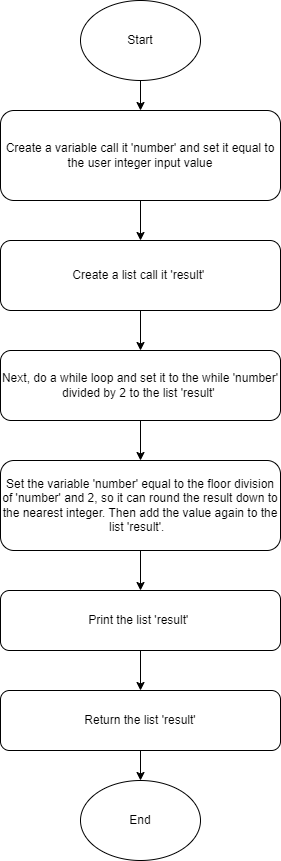 Start
Create a variable call it 'number' and set it equal to
the user integer input value
Create a list call it 'result'
Next, do a while loop and set it to the while 'number'
divided by 2 to the list 'result'
Set the variable 'number' equal to the floor division
of 'number' and 2, so it can round the result down to
the nearest integer. Then add the value again to the
list 'result'.
Print the list 'result'
Return the list 'result'
End